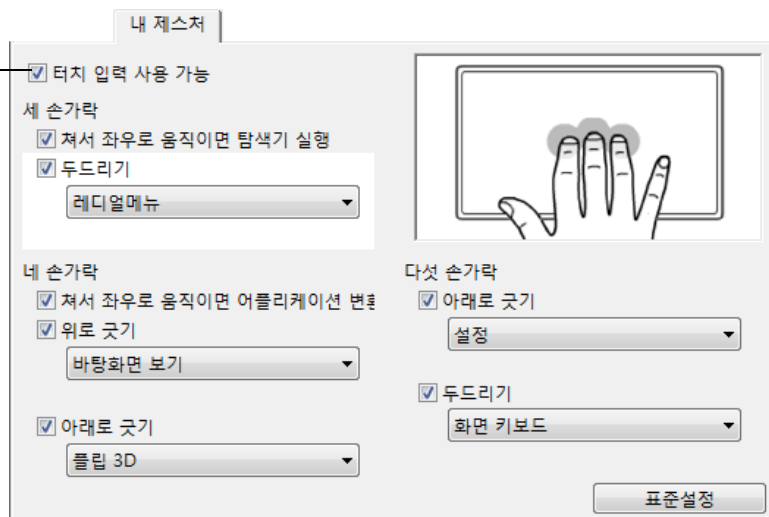 내 제스처
터치 입력 사용 가능
세 손가락
쳐서 좌우로 움직이면 탐색기 실행
두드리기
레디얼메뉴
네 손가락
쳐서 좌우로 움직이면 어플리케이션 변환
위로 긋기
바탕화면 보기
아래로 긋기
플립 3D
다섯 손가락
아래로 긋기
설정
두드리기
화면 키보드
표준설정